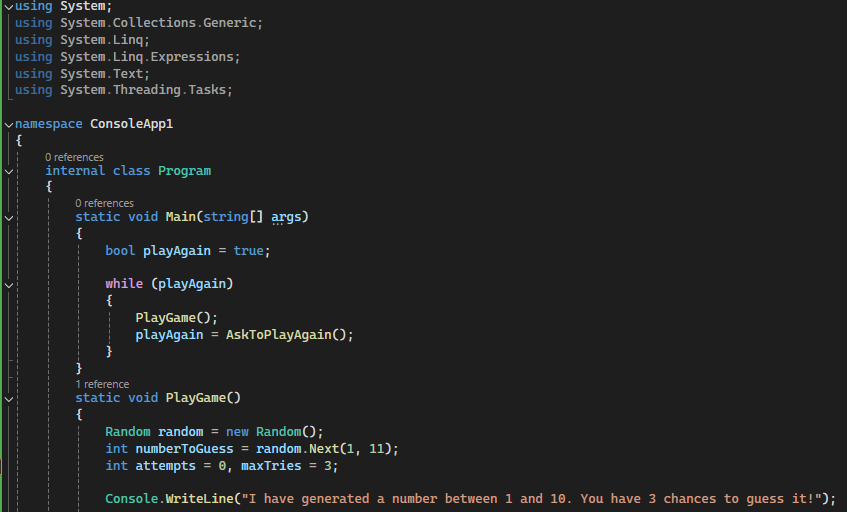 using System;
using System.Collections.Generic;
using System.Linq;
using System.Linq.Expressions;
using System.Text;
using System.Threading.Tasks;
namespace ConsoleApp1
{
0 references
internal class Program
{
0 references
static void Main(string[] args)
{
bool playAgain = true;
while (playAgain)
{
PlayGame();
playAgain = AskToPlayAgain();
}
}
1 reference
static void PlayGame()
{
Random random = new Random();
int numberToGuess = random.Next(1, 11);
int attempts = 0, maxTries = 3;
Console.WriteLine("I have generated a number between 1 and 10. You have 3 chances to guess it!");